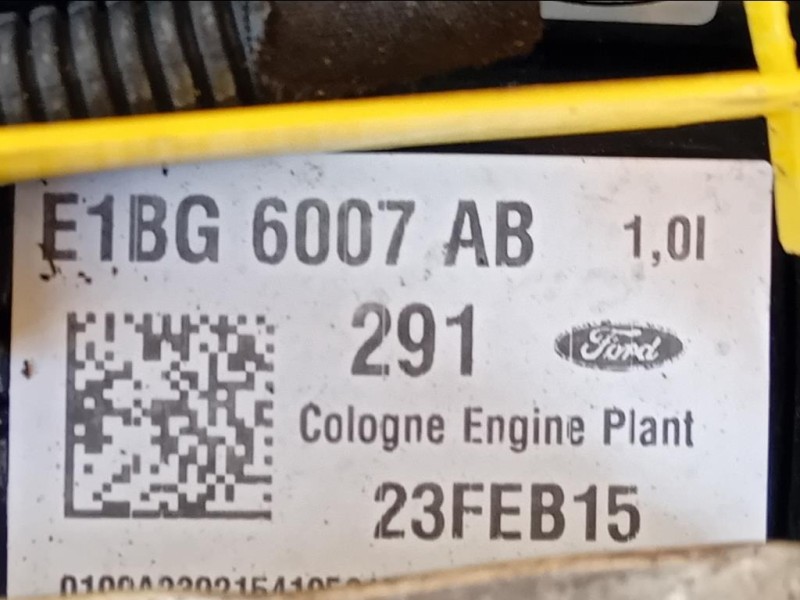 E1BG 6007 AB 1,0l
291 Ford
Cologne Engine Plant
23FEB15